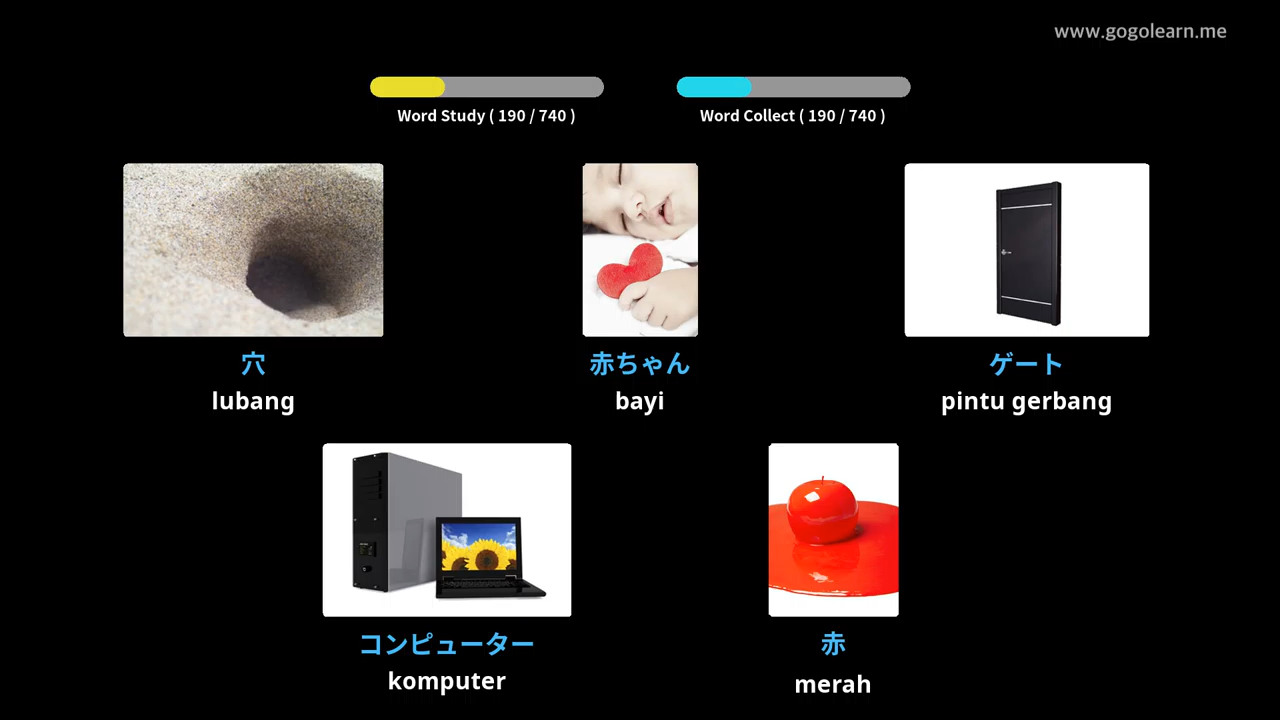 www.gogolearn.me
Word Study ( 190 / 740 )
Word Collect ( 190 / 740 )
穴
lubang
赤ちゃん
bayi
ゲート
pintu gerbang
コンピューター
komputer
赤
merah